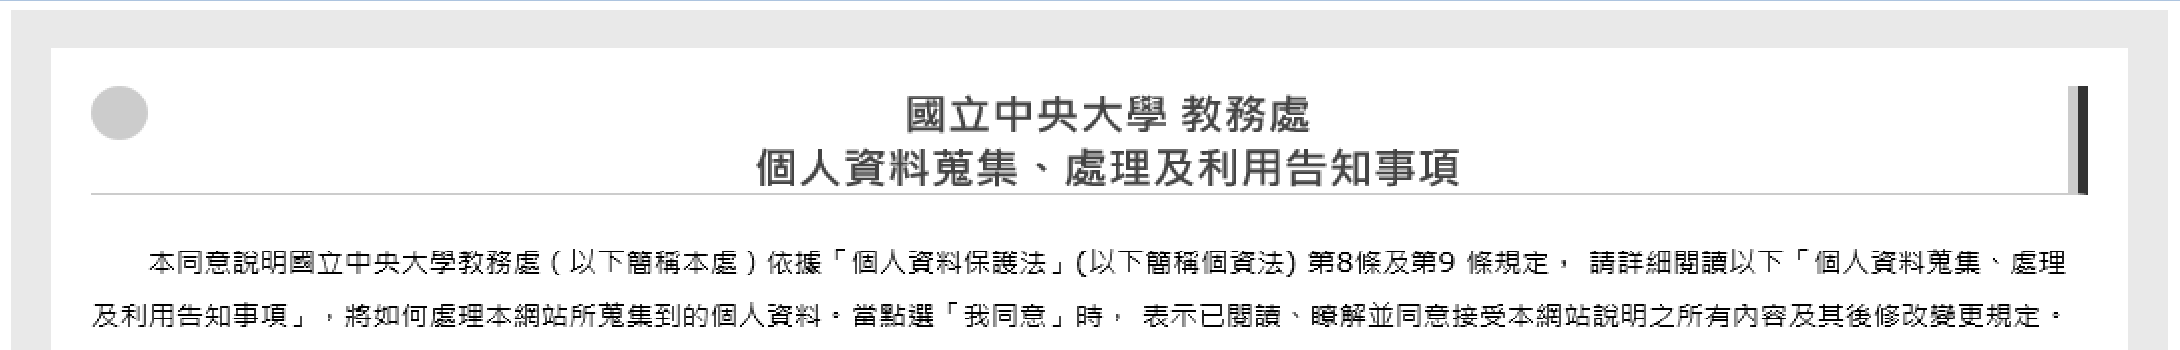 國立中央大學 教務處
個人資料蒐集、處理及利用告知事項
本同意說明國立中央大學教務處（以下簡稱本處）依據「個人資料保護法」(以下簡稱個資法) 第8條及第9 條規定， 請詳細閱讀以下「個人資料蒐集、處理
及利用告知事項」，將如何處理本網站所蒐集到的個人資料。當點選「我同意」時， 表示已閱讀、瞭解並同意接受本網站說明之所有內容及其後修改變更規定。